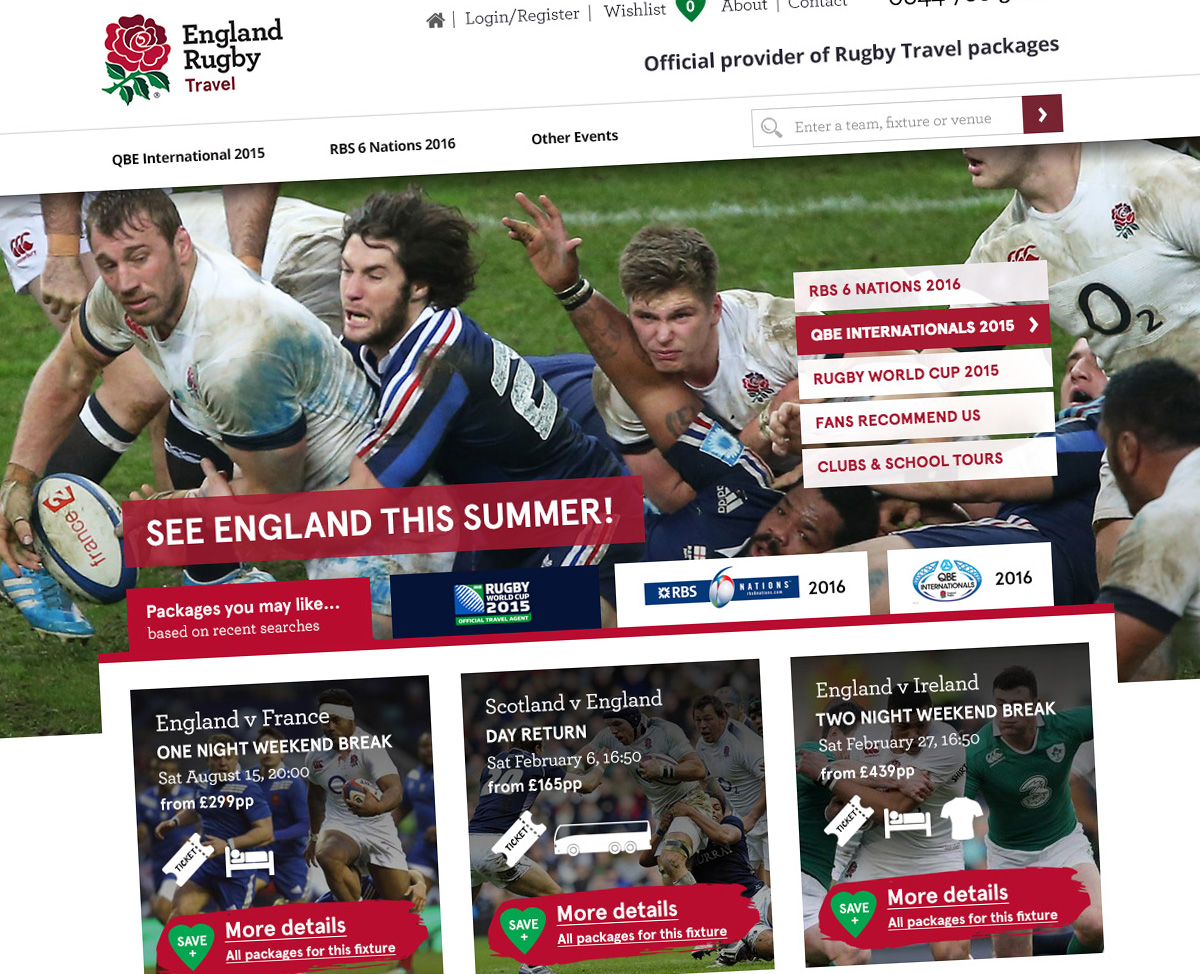 England
Rugby
Travel
Login/Register | Wishlist 0 About | Contact
Official provider of Rugby Travel packages
QBE International 2015
RBS 6 Nations 2016
Other Events
Enter a team, fixture or venue
RBS 6 NATIONS 2016
QBE INTERNATIONALS 2015
RUGBY WORLD CUP 2015
FANS RECOMMEND US
CLUBS & SCHOOL TOURS
O2
france
SEE ENGLAND THIS SUMMER!
Packages you may like...
based on recent searches
RUGBY
WORLD CUP
2015
OFFICIAL TRAVEL AGENT
RBS 6 NATIONS
rbs6nations.com
2016
QBE
INTERNATIONALS
2016
England v France
ONE NIGHT WEEKEND BREAK
Sat August 15, 20:00
from £299pp
TICKET!
SAVE
+
More details
All packages for this fixture
Scotland v England
DAY RETURN
Sat February 6, 16:50
from £165pp
TICKET!
SAVE
+
More details
All packages for this fixture
England v Ireland
TWO NIGHT WEEKEND BREAK
Sat February 27, 16:50
from £439pp
TICKET!
SAVE
+
More details
All packages for this fixture